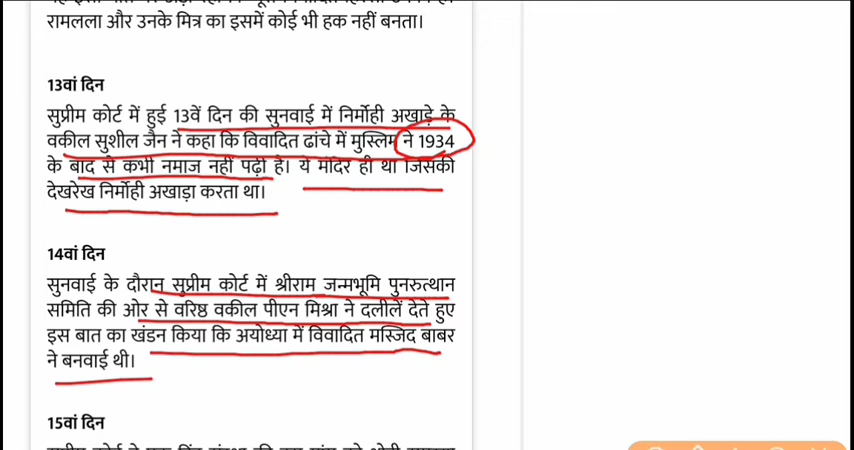 रामलला और उनके मित्र का इसमें कोई भी हक नहीं बनता।
13वां दिन
सुप्रीम कोर्ट में हुई 13वें दिन की सुनवाई में निर्मोही अखाड़े के
वकील सुशील जैन ने कहा कि विवादित ढांचे में मुस्लिम ने 1934
के बाद से कभी नमाज नहीं पढ़ी है। ये मंदिर ही था जिसकी
देखरेख निर्मोही अखाड़ा करता था।
14वां दिन
सुनवाई के दौरान सुप्रीम कोर्ट में श्रीराम जन्मभूमि पुनरुत्थान
समिति की ओर से वरिष्ठ वकील पीएन मिश्रा ने दलीलें देते हुए
इस बात का खंडन किया कि अयोध्या में विवादित मस्जिद बाबर
ने बनवाई थी।
15वां दिन